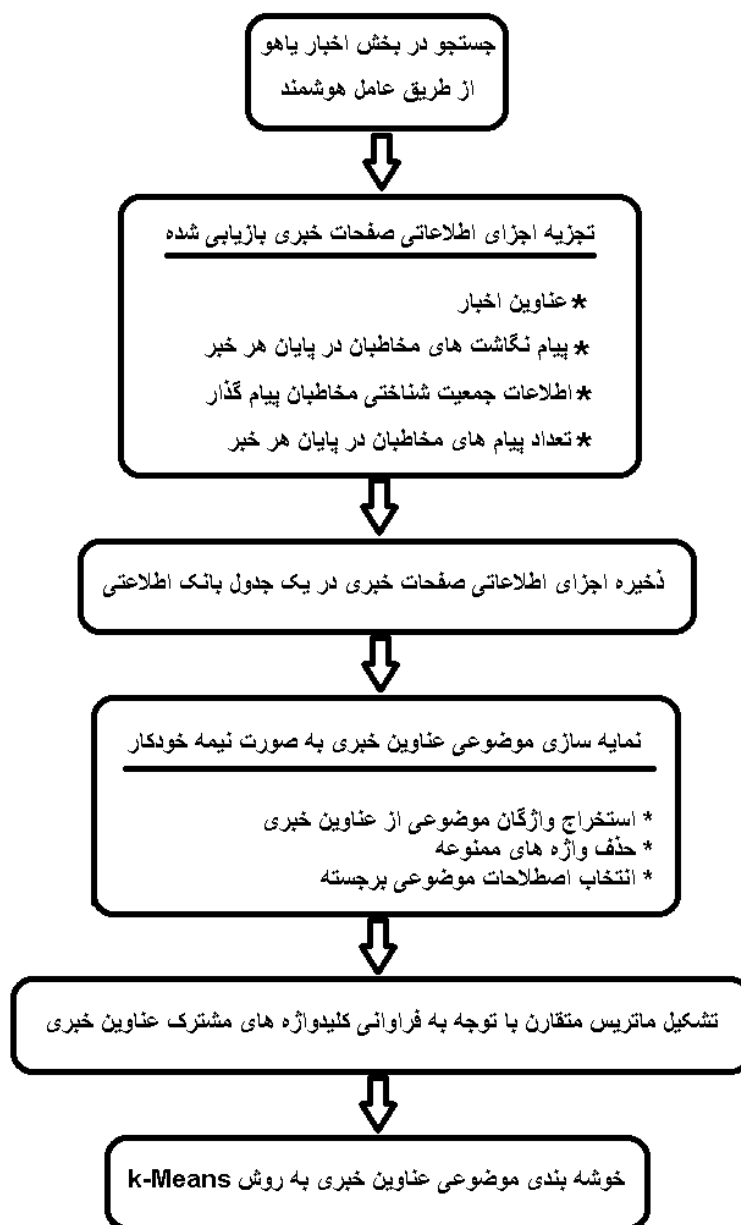 جستجو در بخش اخبار یاهو
از طریق عامل هوشمند
تجزیه اجزای اطلاعاتی صفحات خبری بازیابی شده
* عناوین اخبار
* پیام نگاشت های مخاطبان در پایان هر خبر
* اطلاعات جمعیت شناختی مخاطبان پیام گذار
* تعداد پیام های مخاطبان در پایان هر خبر
ذخیره اجزای اطلاعاتی صفحات خبری در یک جدول بانک اطلاعتی
نمایه سازی موضوعی عناوین خبری به صورت نیمه خودکار
* استخراج واژگان موضوعی از عناوین خبری
* حذف واژه های ممنوعه
* انتخاب اصطلاحات موضوعی برجسته
تشکیل ماتریس متقارن با توجه به فراوانی کلیدواژه های مشترک عناوین خبری
خوشه بندی موضوعی عناوین خبری به روش k-Means